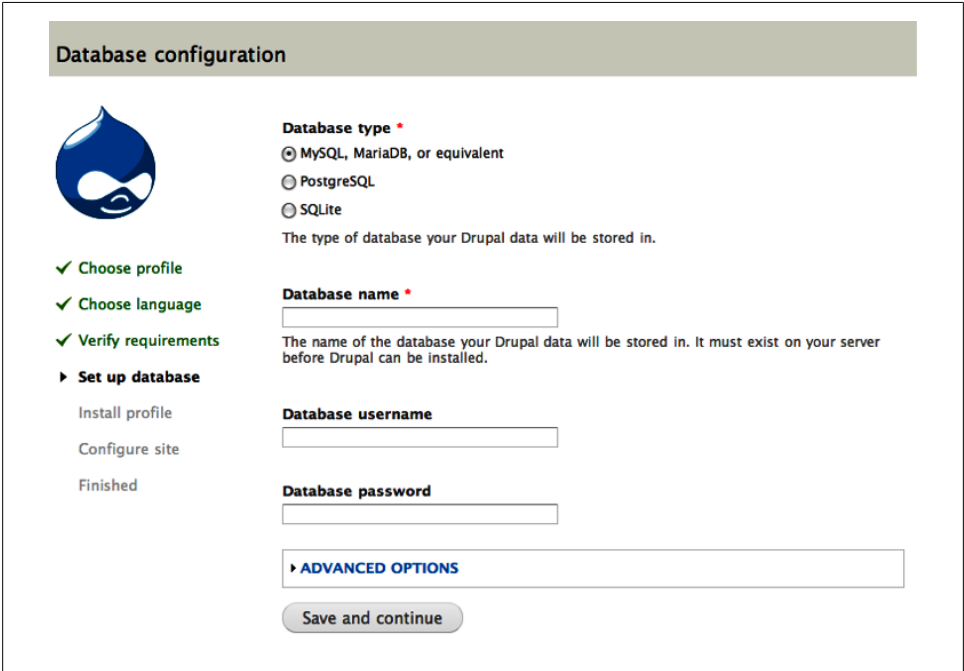 Database configuration
Choose profile
Choose language
Verify requirements
Set up database
Install profile
Configure site
Finished
Database type *
MySQL, MariaDB, or equivalent
PostgreSQL
SQLite
The type of database your Drupal data will be stored in.
Database name *
The name of the database your Drupal data will be stored in. It must exist on your server
before Drupal can be installed.
Database username
Database password
ADVANCED OPTIONS
Save and continue